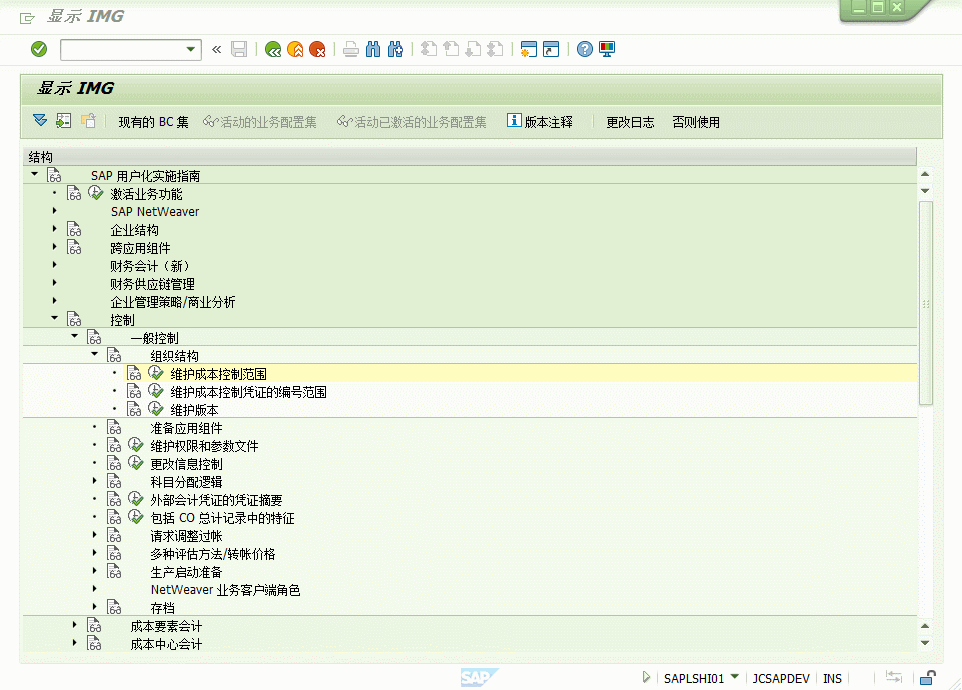 显示 IMG
显示 IMG
现有的 BC 集 活动的业务配置集 活动已激活的业务配置集 版本注释 更改日志 否则使用
结构
SAP 用户化实施指南
激活业务功能
SAP NetWeaver
企业结构
跨应用组件
财务会计（新）
财务供应链管理
企业管理策略/商业分析
控制
一般控制
组织结构
维护成本控制范围
维护成本控制凭证的编号范围
维护版本
准备应用组件
维护权限和参数文件
更改信息控制
科目分配逻辑
外部会计凭证的凭证摘要
包括 CO 总计记录中的特征
请求调整过帐
多种评估方法/转帐价格
生产启动准备
NetWeaver 业务客户端角色
存档
成本要素会计
成本中心会计
SAP SAPLSHI01 JCSAPDEV INS